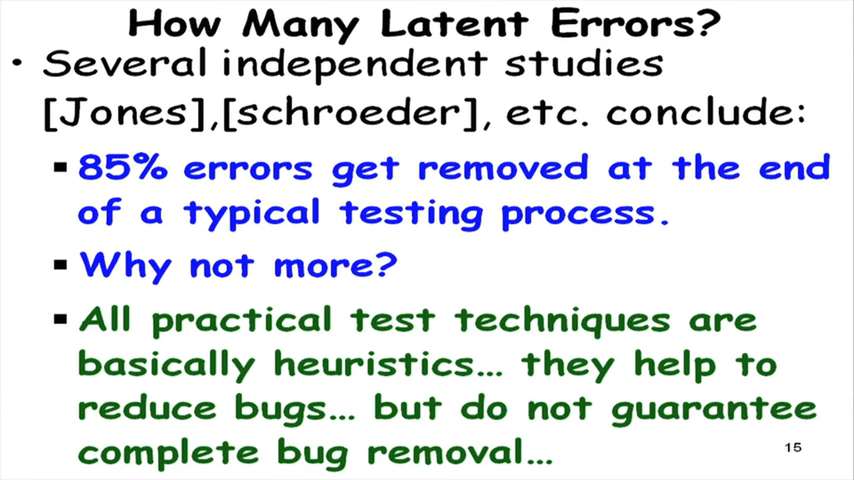 How Many Latent Errors?
• Several independent studies
[Jones],[schroeder], etc. conclude:
▪ 85% errors get removed at the end
of a typical testing process.
▪ Why not more?
▪ All practical test techniques are
basically heuristics... they help to
reduce bugs... but do not guarantee
complete bug removal...
15